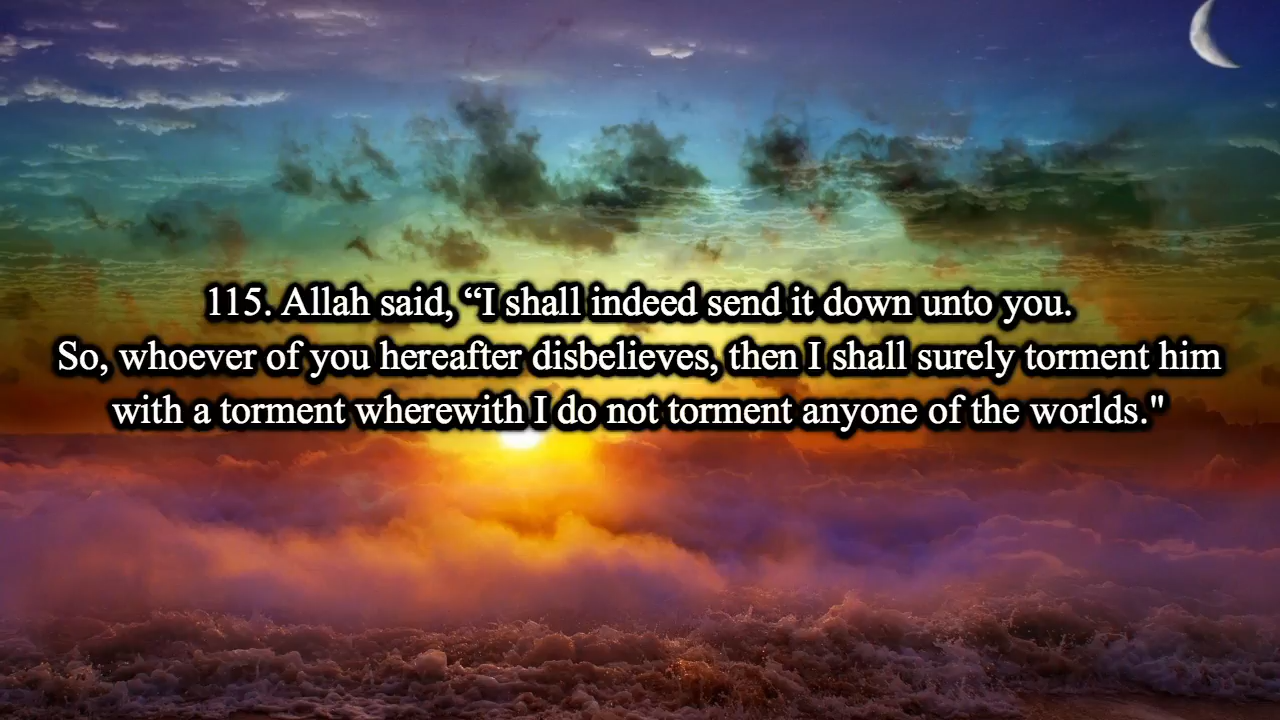 115. Allah said, “I shall indeed send it down unto you.
So, whoever of you hereafter disbelieves, then I shall surely torment him
with a torment wherewith I do not torment anyone of the worlds."